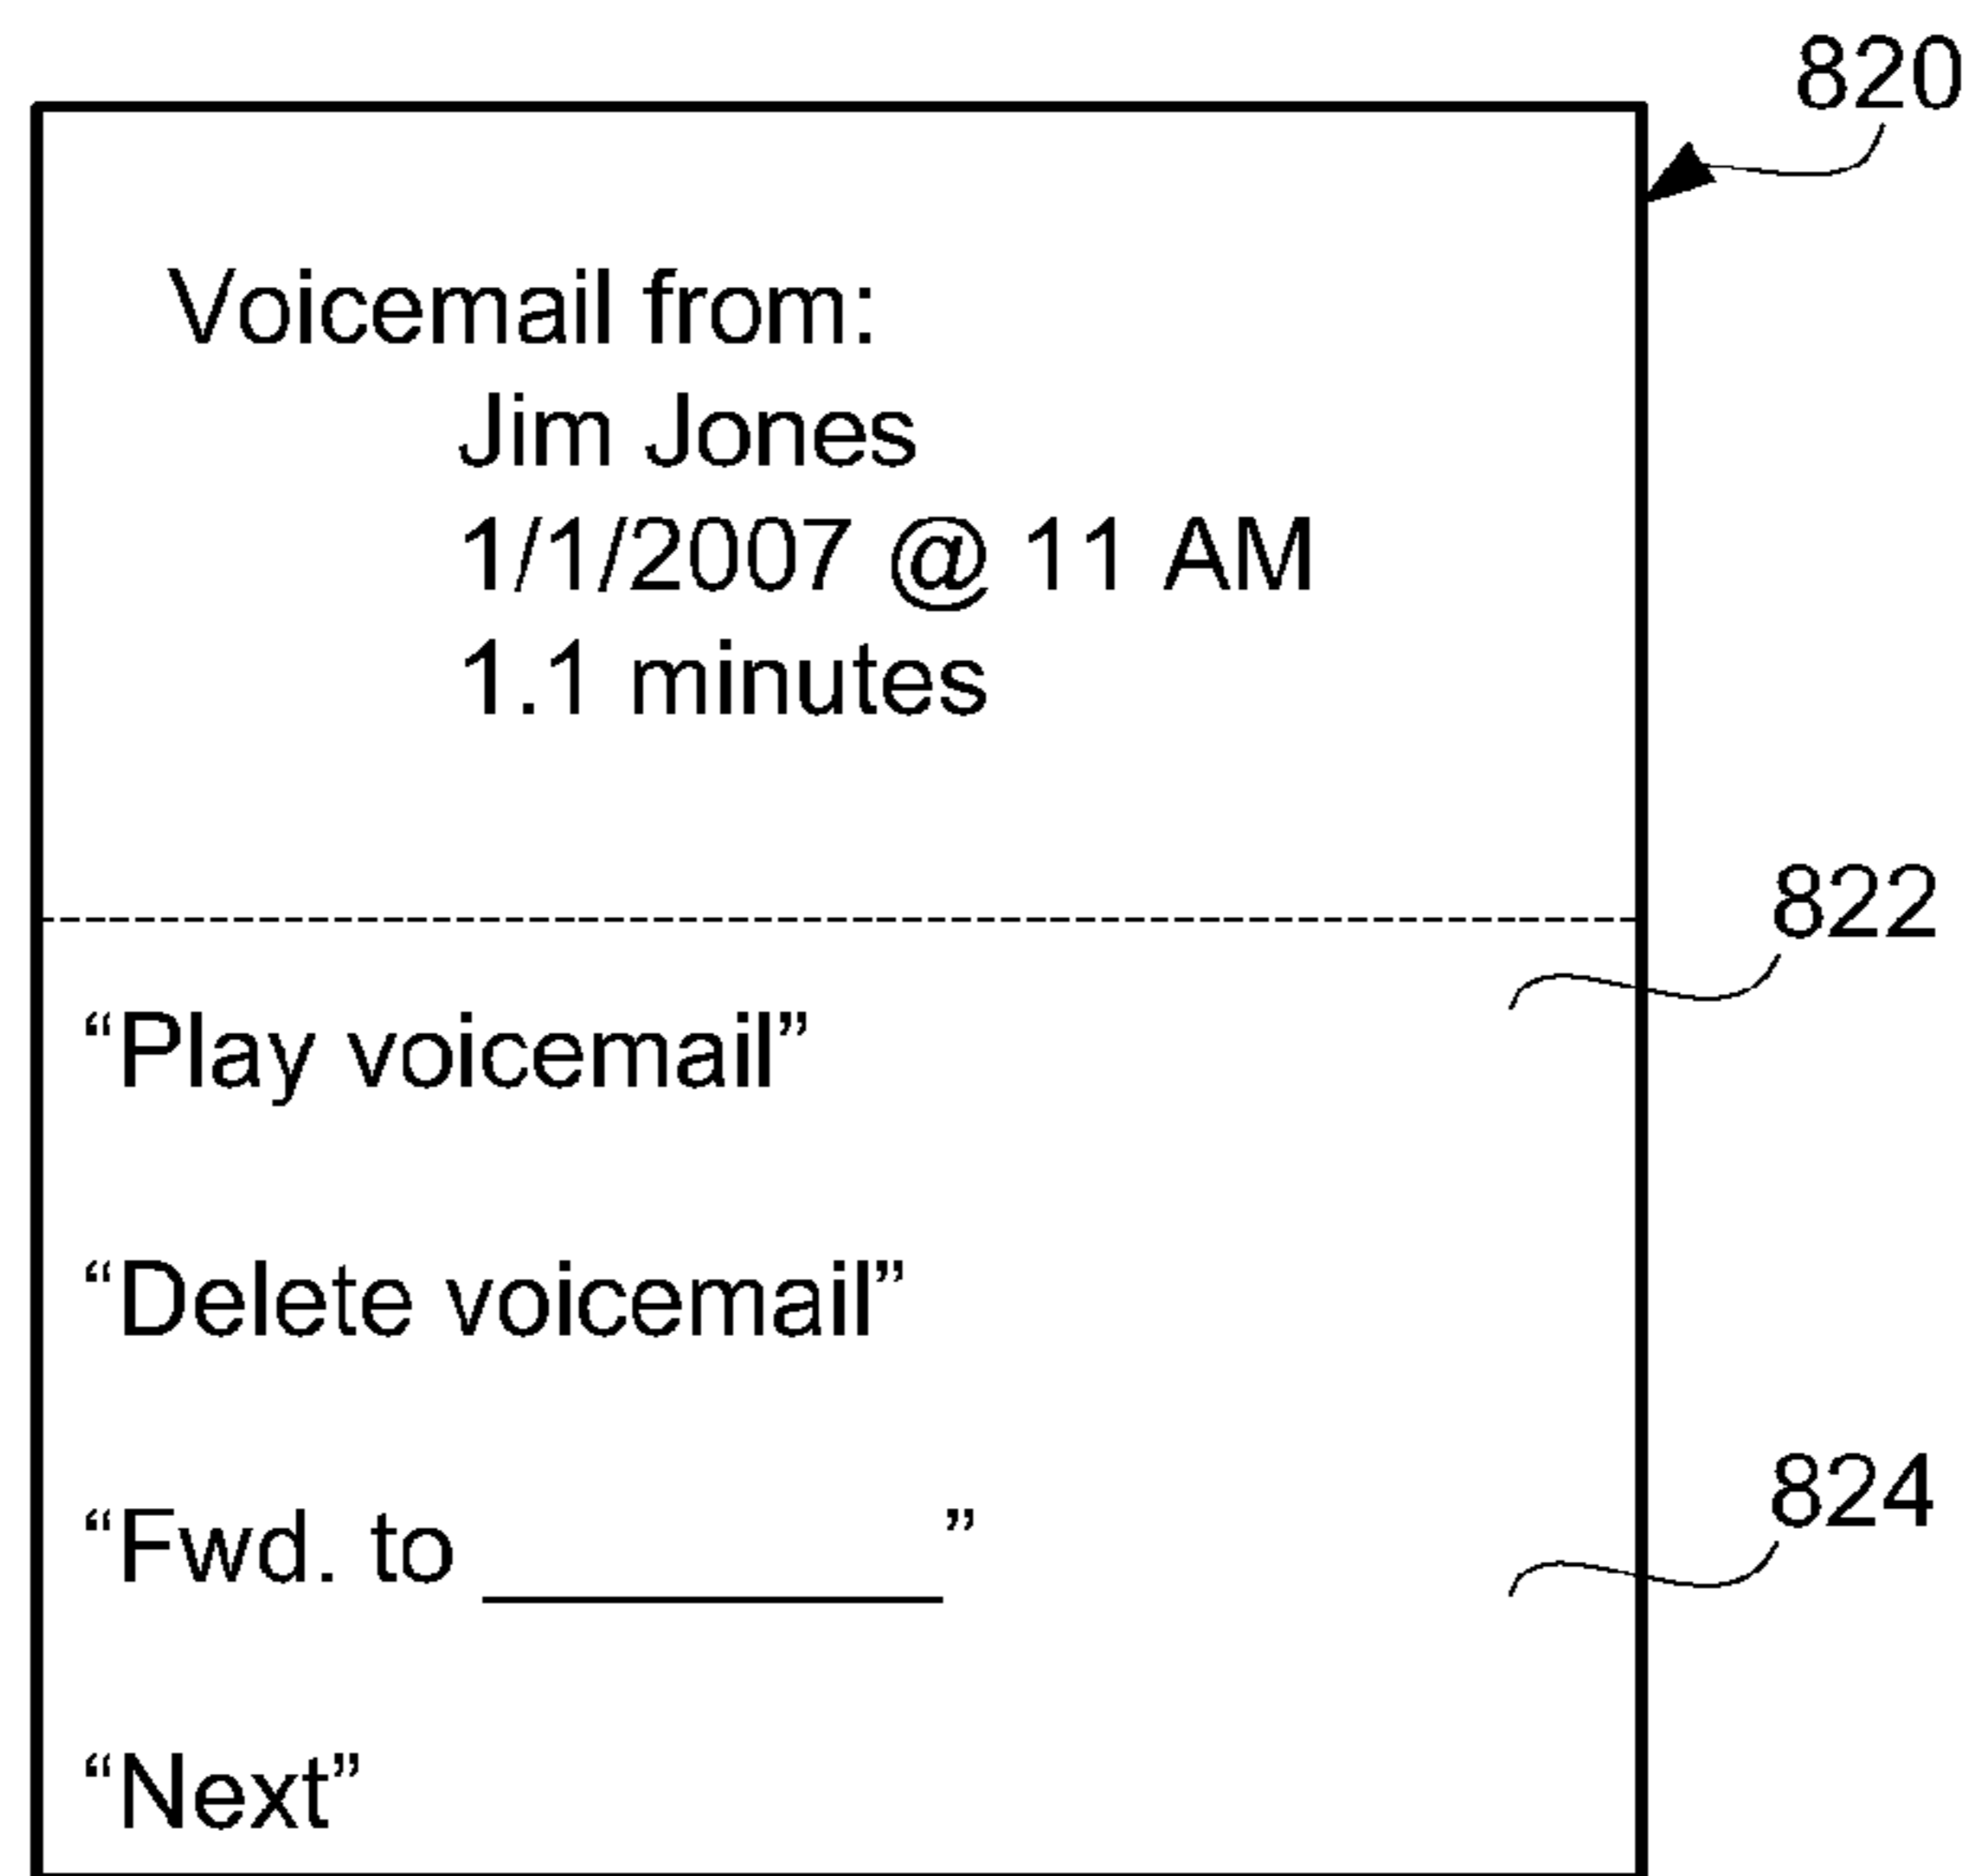 820
Voicemail from:
Jim Jones
1/1/2007 @ 11 AM
1.1 minutes
822
“Play voicemail”
“Delete voicemail”
824
“Fwd. to __________”
“Next”